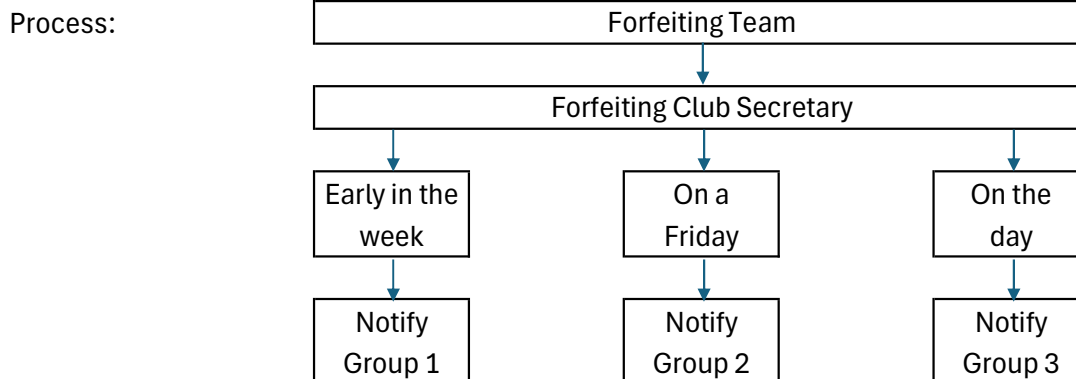 Process:
Forfeiting Team
Forfeiting Club Secretary
Early in the
week
On a
Friday
On the
day
Notify
Group 1
Notify
Group 2
Notify
Group 3